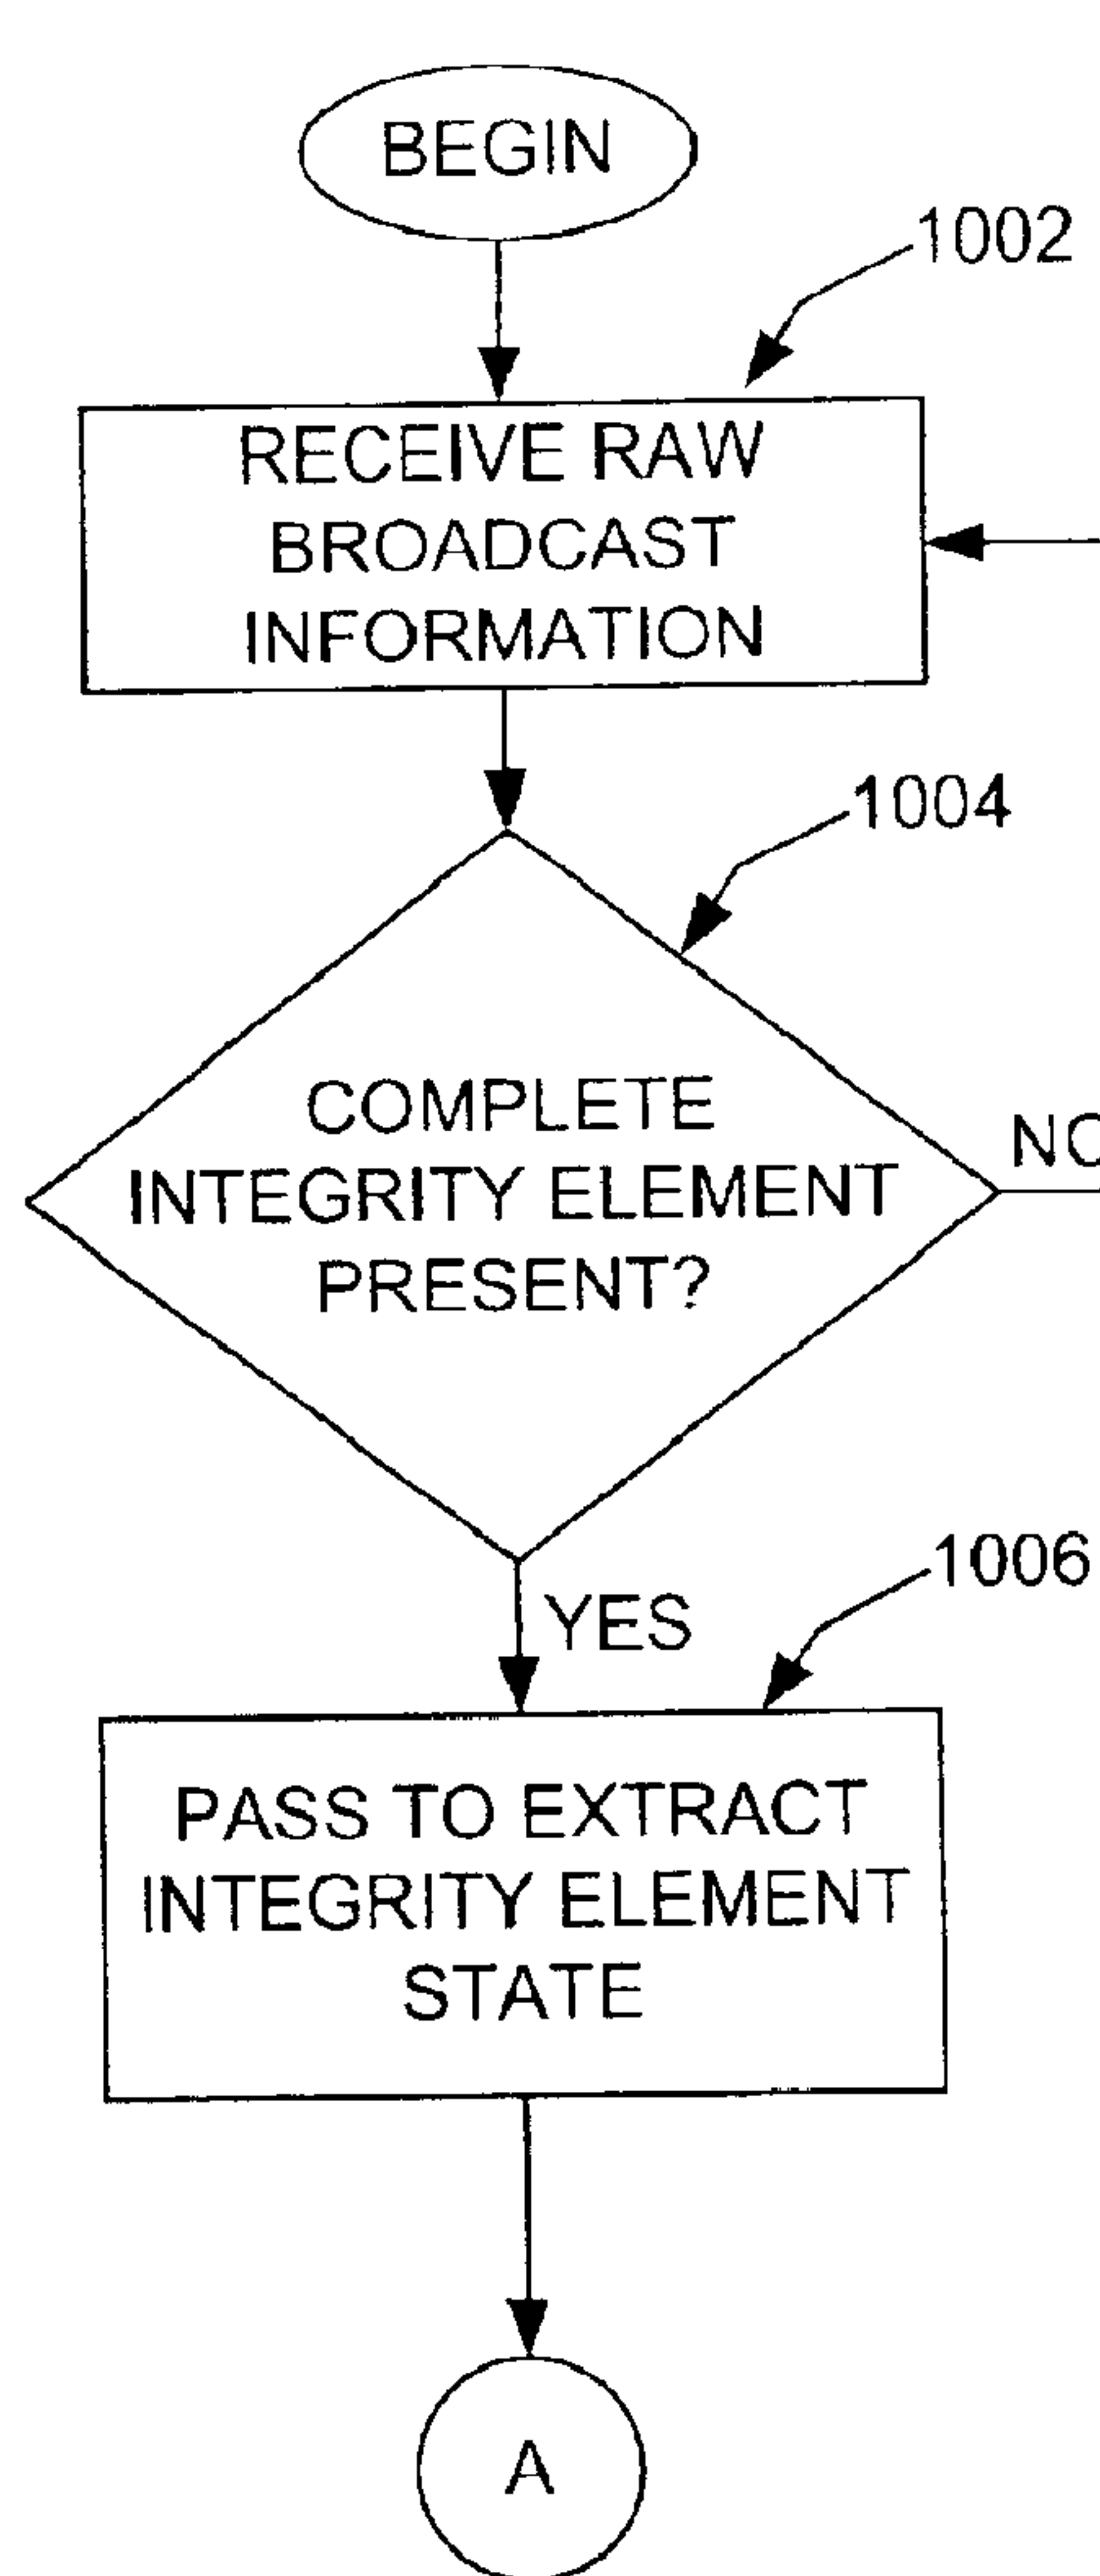 BEGIN
1002
RECEIVE RAW
BROADCAST
INFORMATION
1004
COMPLETE
INTEGRITY ELEMENT
PRESENT?
NO
YES
1006
PASS TO EXTRACT
INTEGRITY ELEMENT
STATE
A